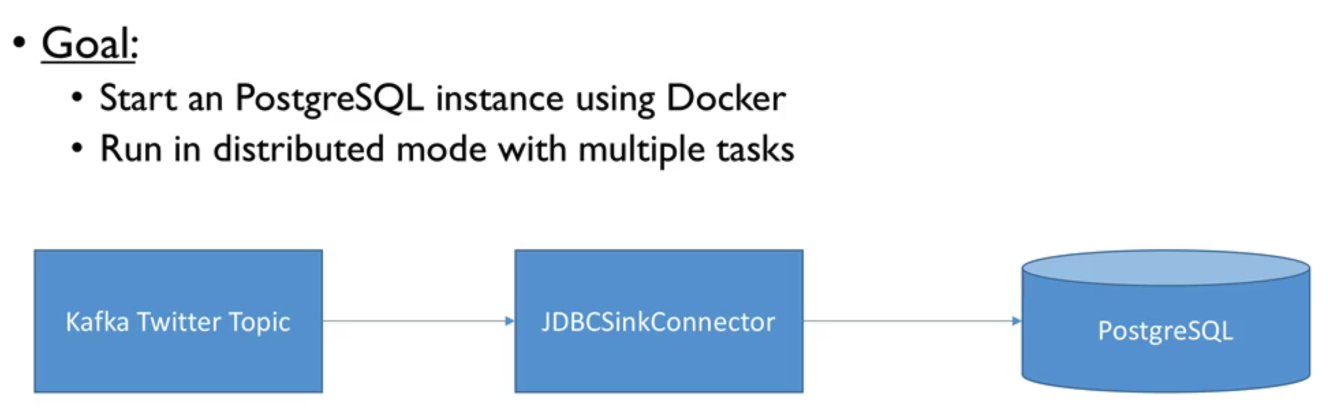 • Goal:
• Start an PostgreSQL instance using Docker
• Run in distributed mode with multiple tasks
Kafka Twitter Topic
JDBCSinkConnector
PostgreSQL